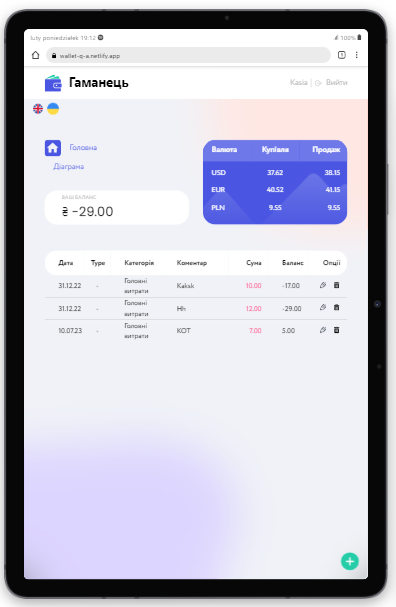 luty poniedziałek 19:12
100%
wallet-q-a.netlify.app
1
Гаманець
Kasia | Вийти
Головна
Діаграма
ВАШ БАЛАНС
₴ -29.00
Валюта Купівля Продаж
USD 37.62 38.15
EUR 40.52 41.15
PLN 9.55 9.55
Дата Type Категорія Коментар Сума Баланс Опції
31.12.22 - Головні витрати Kaksk 10.00 -17.00
31.12.22 - Головні витрати Hh 12.00 -29.00
10.07.23 - Головні витрати КОТ 7.00 5.00